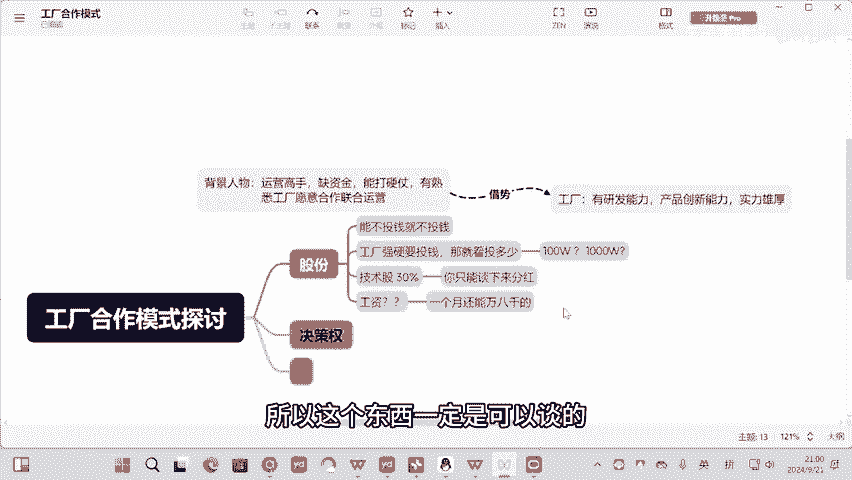 工厂合作模式
已编辑
主题
子主题
联系
概要
外框
标记
插入
ZEN
演说
格式
升级至 Pro
背景人物：运营高手，缺资金，能打硬仗，有熟
悉工厂愿意合作联合运营
借势
工厂：有研发能力，产品创新能力，实力雄厚
能不投钱就不投钱
工厂强硬要投钱，那就看投多少
100W？1000W？
股份
技术股 30%
你只能谈下来分红
工资？？
一个月还能万八千的
工厂合作模式探讨
决策权
所以这个东西一定是可以谈的
主题: 13
121%
大纲
英
拼
21:00
2024/9/21